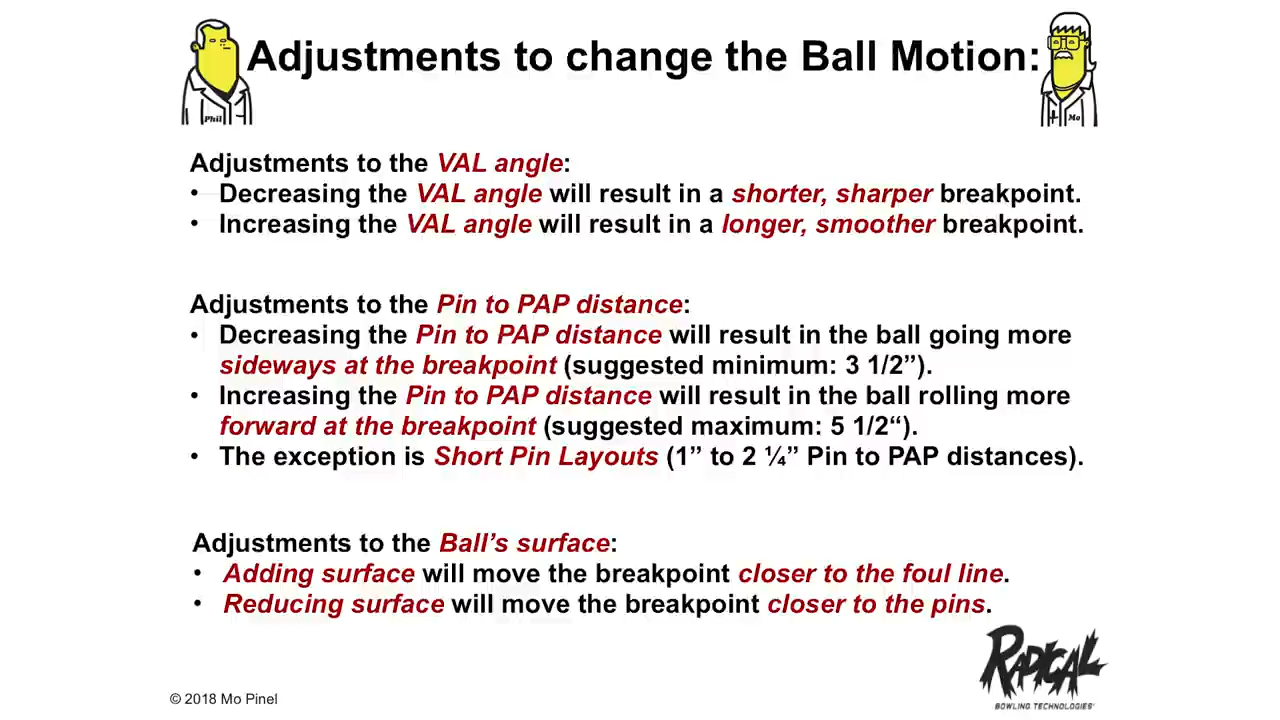 Adjustments to change the Ball Motion:
Phil
Mo
Adjustments to the VAL angle:
• Decreasing the VAL angle will result in a shorter, sharper breakpoint.
• Increasing the VAL angle will result in a longer, smoother breakpoint.
Adjustments to the Pin to PAP distance:
• Decreasing the Pin to PAP distance will result in the ball going more
sideways at the breakpoint (suggested minimum: 3 1/2”).
• Increasing the Pin to PAP distance will result in the ball rolling more
forward at the breakpoint (suggested maximum: 5 1/2“).
• The exception is Short Pin Layouts (1” to 2 ¼” Pin to PAP distances).
Adjustments to the Ball’s surface:
• Adding surface will move the breakpoint closer to the foul line.
• Reducing surface will move the breakpoint closer to the pins.
RADICAL
BOWLING TECHNOLOGIES
© 2018 Mo Pinel